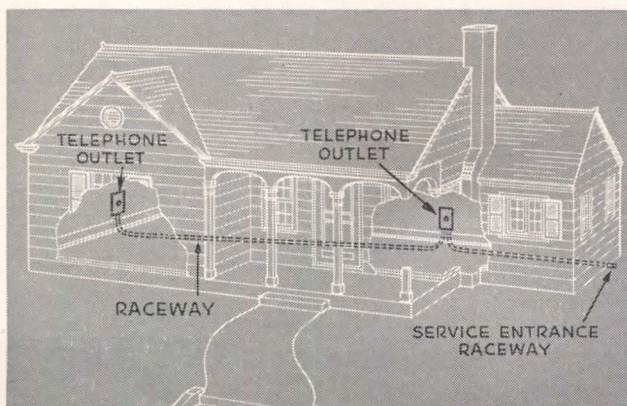 TELEPHONE
OUTLET
TELEPHONE
OUTLET
RACEWAY
SERVICE ENTRANCE
RACEWAY